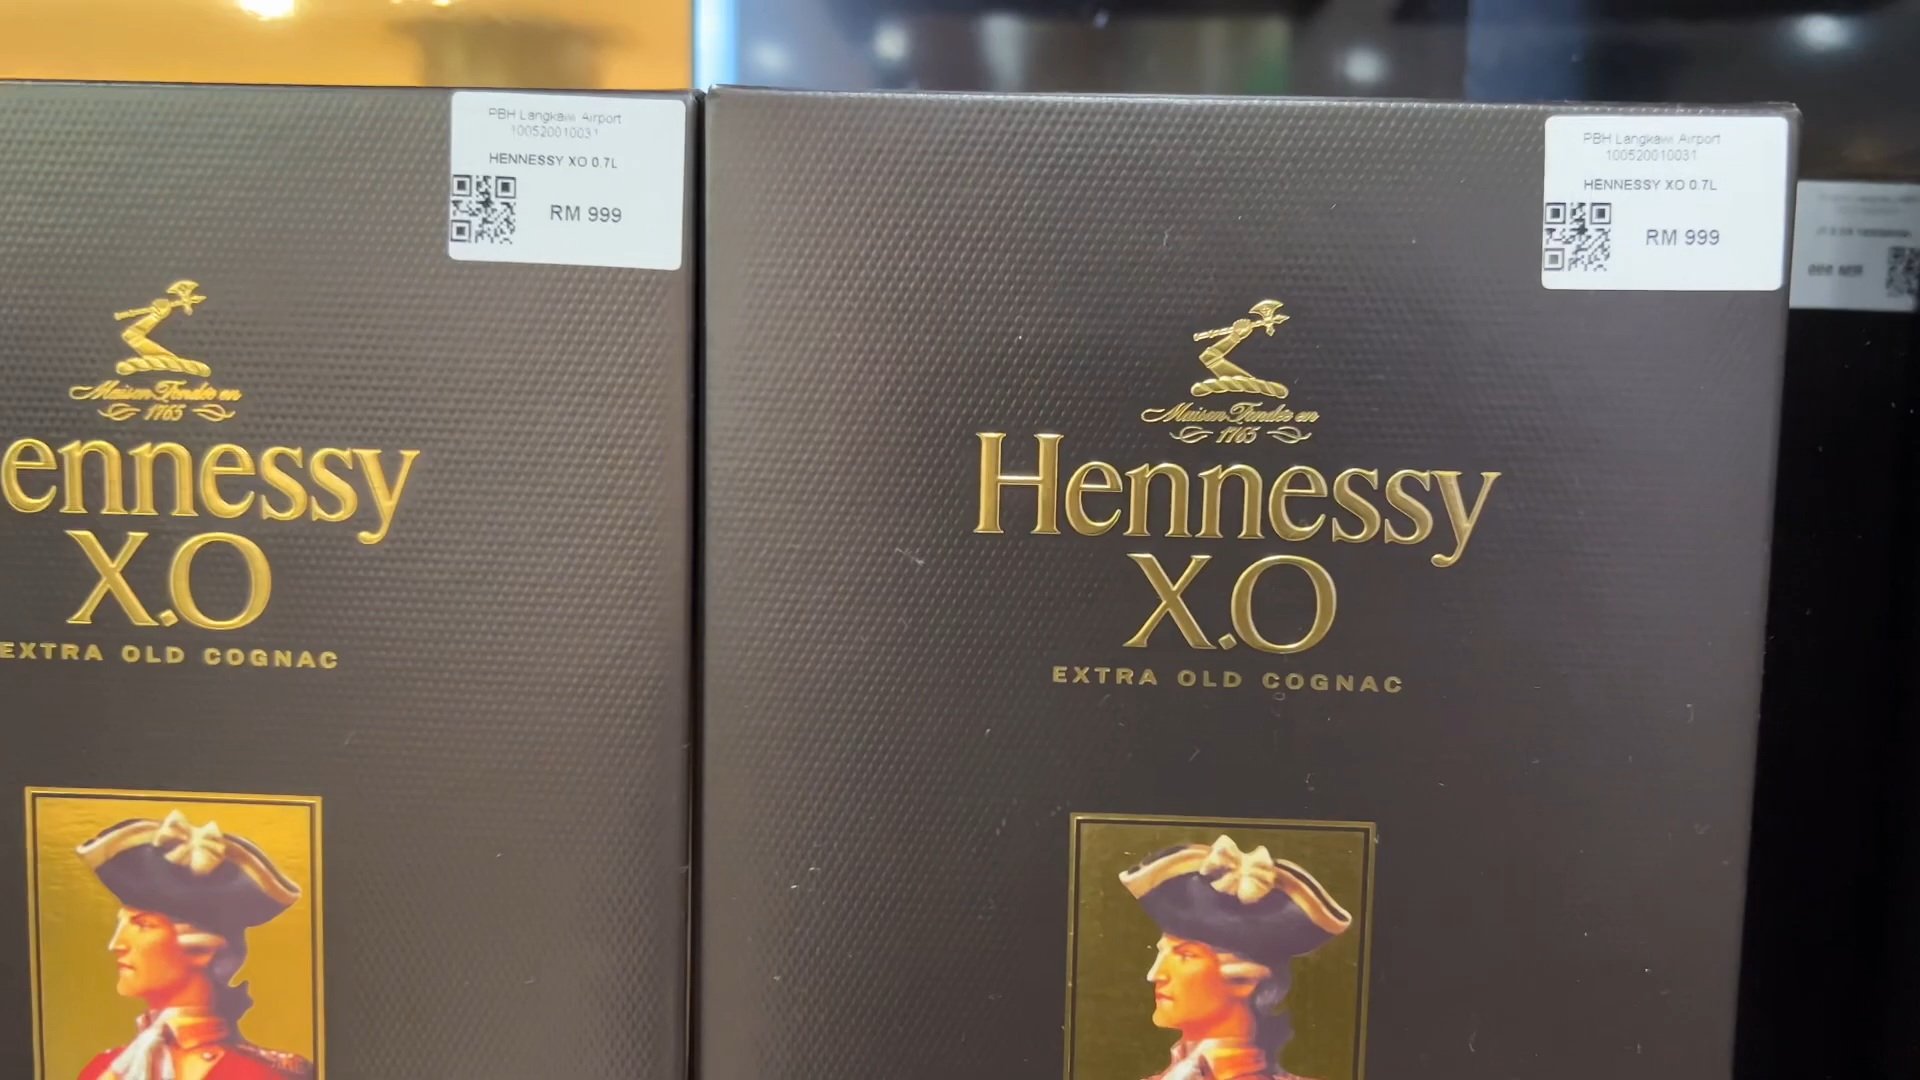 PBH Langkawi Airport
100520010031
HENNESSY XO 0.7L
RM 999
Maison Fondée en
1765
ennessy
X.O
EXTRA OLD COGNAC
PBH Langkawi Airport
100520010031
HENNESSY XO 0.7L
RM 999
Maison Fondée en
1765
Hennessy
X.O
EXTRA OLD COGNAC